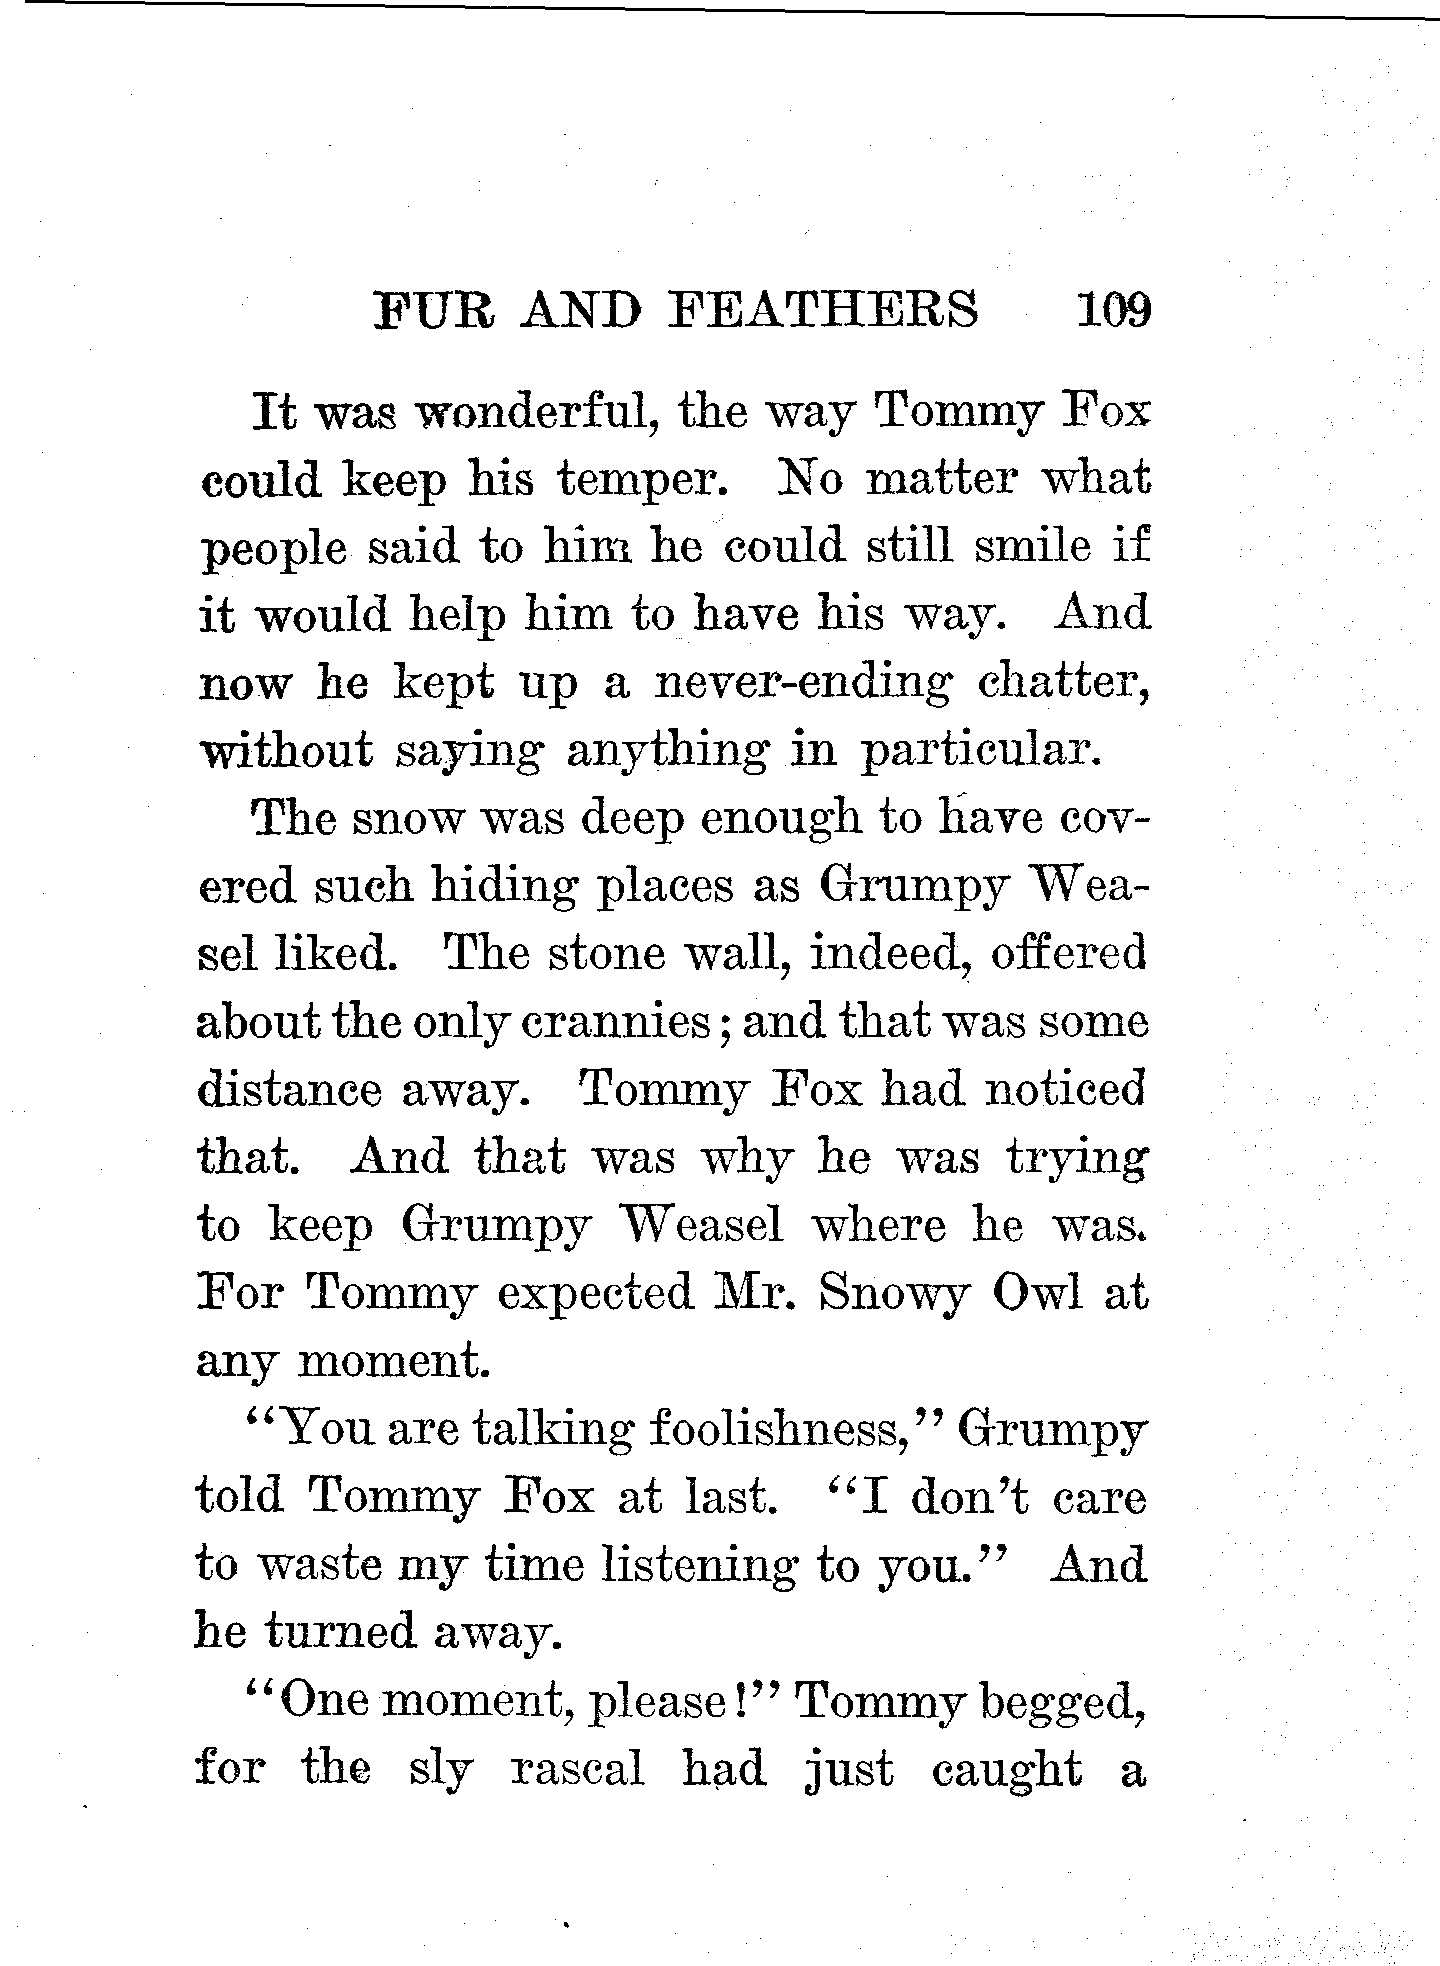 FUR AND FEATHERS 109
It was wonderful, the way Tommy Fox
could keep his temper. No matter what
people said to him he could still smile if
it would help him to have his way. And
now he kept up a never-ending chatter,
without saying anything in particular.
The snow was deep enough to have cov-
ered such hiding places as Grumpy Wea-
sel liked. The stone wall, indeed, offered
about the only crannies; and that was some
distance away. Tommy Fox had noticed
that. And that was why he was trying
to keep Grumpy Weasel where he was.
For Tommy expected Mr. Snowy Owl at
any moment.
"You are talking foolishness," Grumpy
told Tommy Fox at last. "I don't care
to waste my time listening to you." And
he turned away.
"One moment, please!" Tommy begged,
for the sly rascal had just caught a